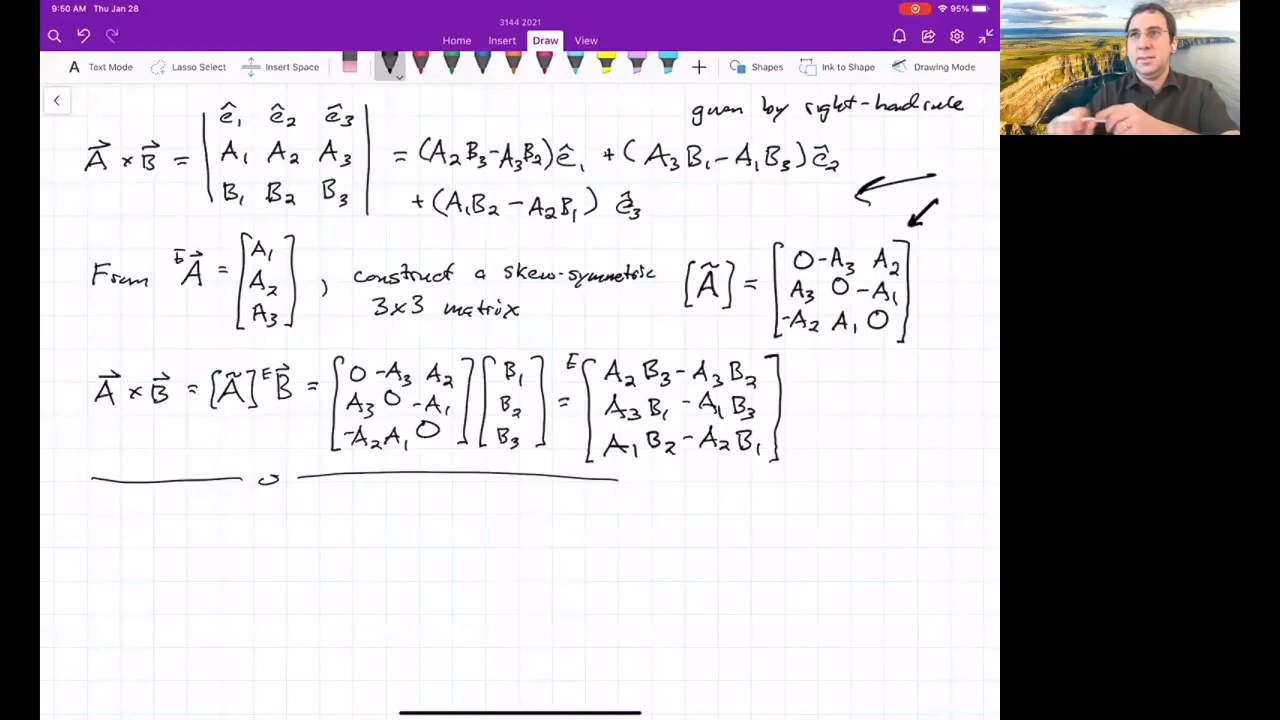 9:50 AM Thu Jan 28
95%
3144 2021
Home Insert Draw View
Text Mode Lasso Select Insert Space Shapes Ink to Shape Drawing Mode
given by right-hand rule
A⃗ × B⃗ = | ê₁ ê₂ ê₃ | = (A₂B₃-A₃B₂)ê₁ + (A₃B₁-A₁B₃)ê₂
A₁ A₂ A₃
B₁ B₂ B₃
+ (A₁B₂-A₂B₁) ê₃
From ᴱA⃗ = [A₁ A₂ A₃], construct a skew-symmetric
3x3 matrix
[Ã] = [0 -A₃ A₂
A₃ 0 -A₁
-A₂ A₁ 0]
A⃗ × B⃗ = [Ã] ᴱB⃗ = [0 -A₃ A₂ [B₁ = ᴱ[A₂B₃-A₃B₂
A₃ 0 -A₁ B₂ A₃B₁-A₁B₃
-A₂ A₁ 0] B₃] A₁B₂-A₂B₁]